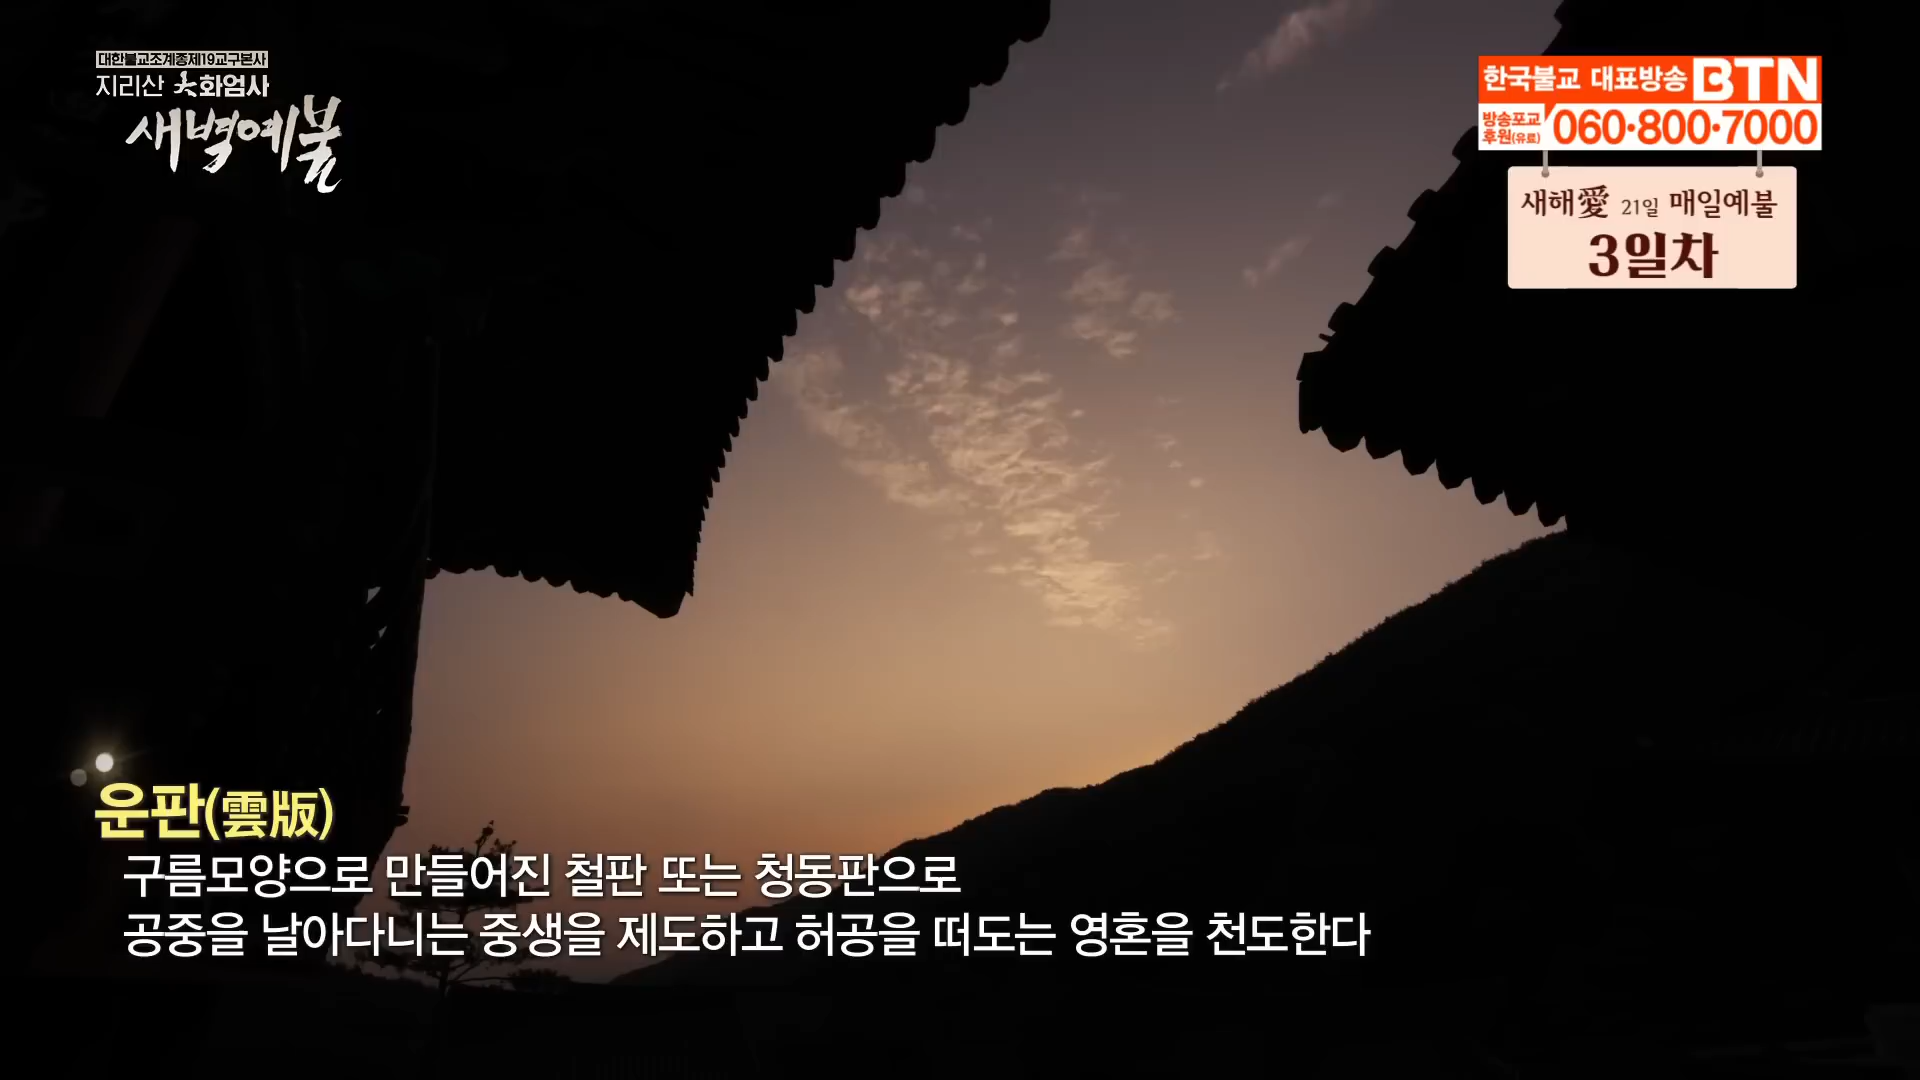 대한불교조계종제19교구본사
지리산 大화엄사
새벽예불
한국불교 대표방송 BTN
방송포교
후원(유료)
060·800·7000
새해愛 21일 매일예불
3일차
운판(雲版)
구름모양으로 만들어진 철판 또는 청동판으로
공중을 날아다니는 중생을 제도하고 허공을 떠도는 영혼을 천도한다